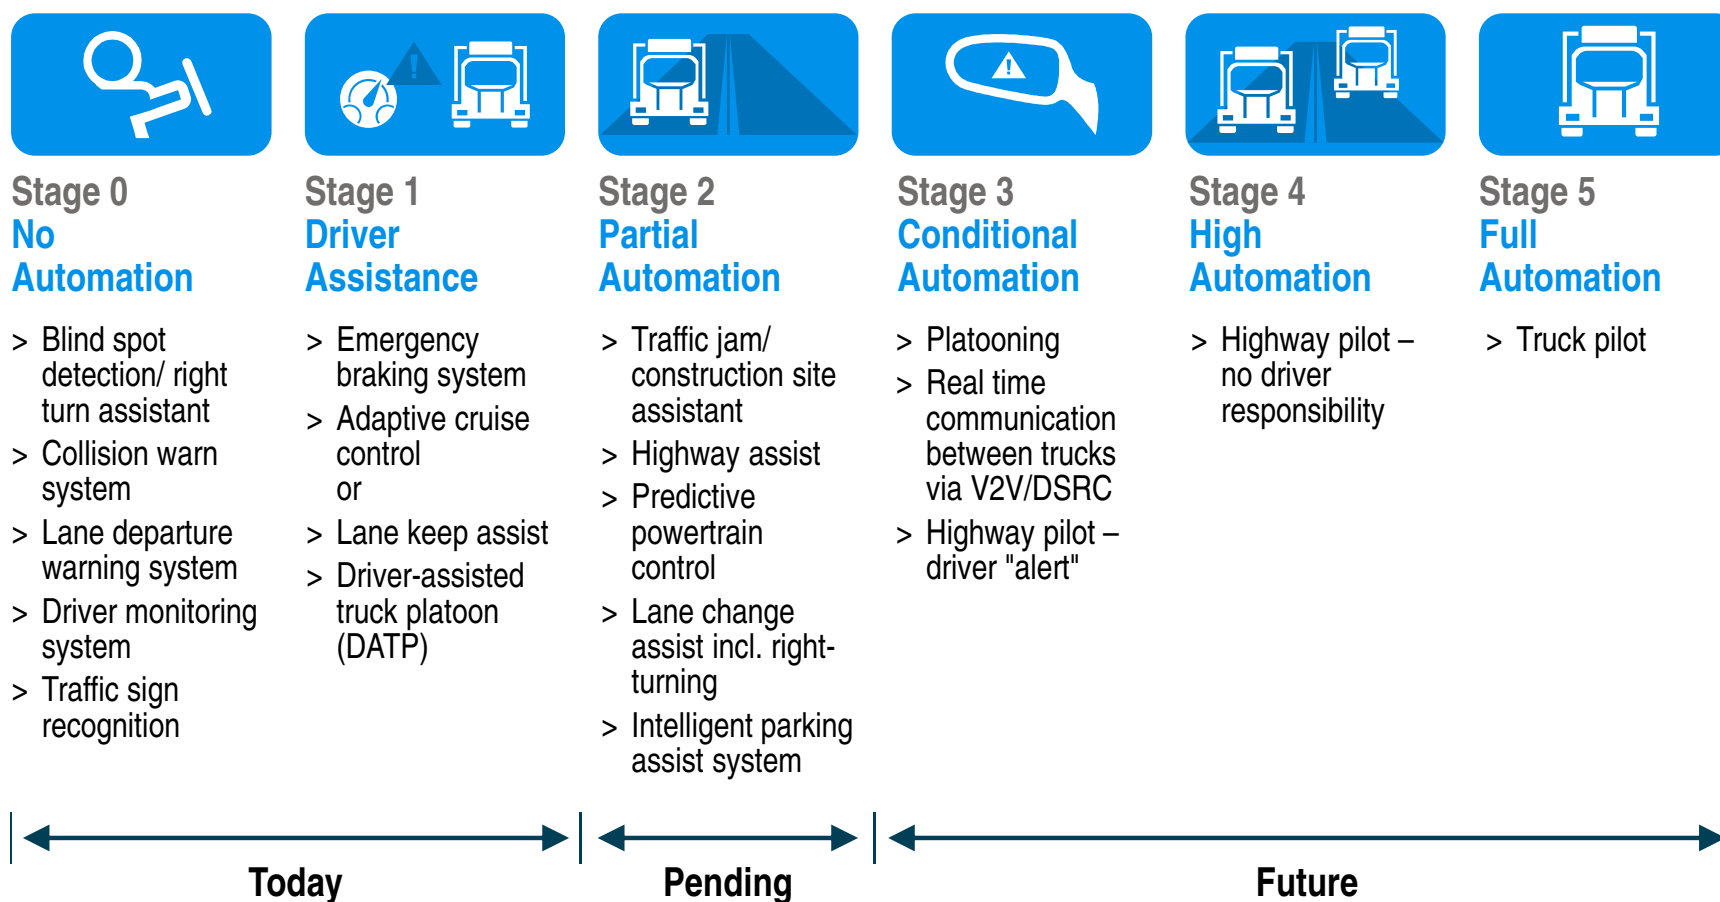 Stage 0
No
Automation
> Blind spot
detection/ right
turn assistant
> Collision warn
system
> Lane departure
warning system
> Driver monitoring
system
> Traffic sign
recognition
Stage 1
Driver
Assistance
> Emergency
braking system
> Adaptive cruise
control
or
> Lane keep assist
> Driver-assisted
truck platoon
(DATP)
Stage 2
Partial
Automation
> Traffic jam/
construction site
assistant
> Highway assist
> Predictive
powertrain
control
> Lane change
assist incl. right-
turning
> Intelligent parking
assist system
Stage 3
Conditional
Automation
> Platooning
> Real time
communication
between trucks
via V2V/DSRC
> Highway pilot –
driver "alert"
Stage 4
High
Automation
> Highway pilot –
no driver
responsibility
Stage 5
Full
Automation
> Truck pilot
Today
Pending
Future